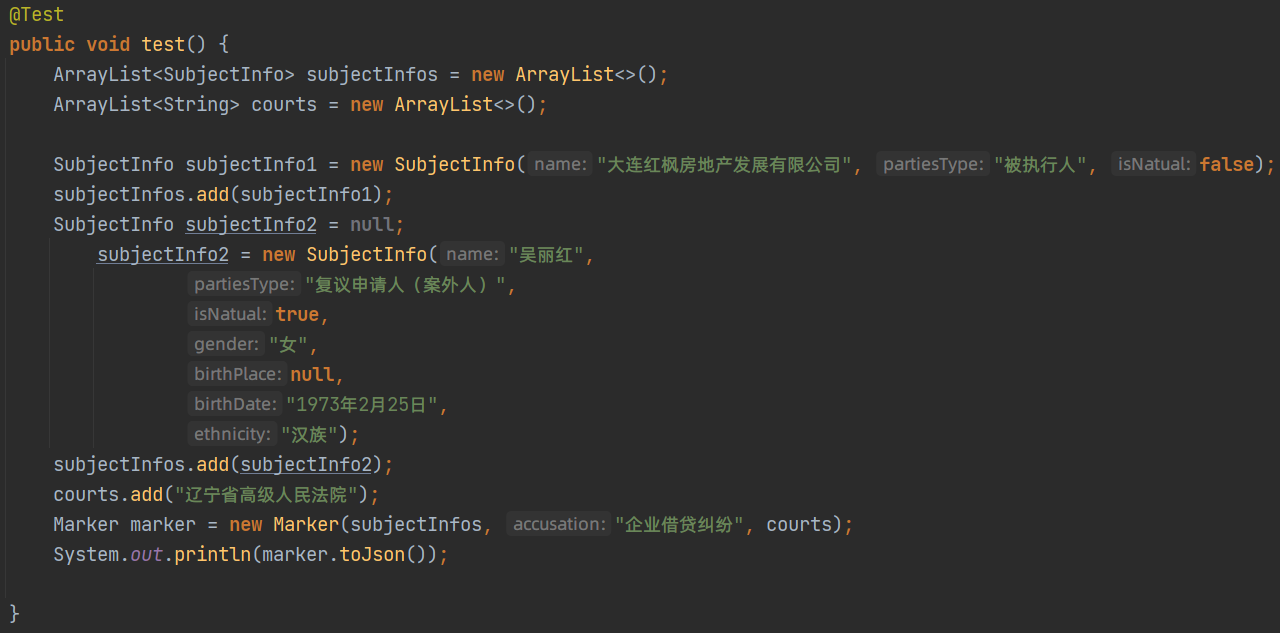 @Test
public void test() {
ArrayList<SubjectInfo> subjectInfos = new ArrayList<>();
ArrayList<String> courts = new ArrayList<>();
SubjectInfo subjectInfo1 = new SubjectInfo( name: "大连红枫房地产发展有限公司", partiesType: "被执行人", isNatual: false);
subjectInfos.add(subjectInfo1);
SubjectInfo subjectInfo2 = null;
subjectInfo2 = new SubjectInfo( name: "吴丽红",
partiesType: "复议申请人（案外人）",
isNatual: true,
gender: "女",
birthPlace: null,
birthDate: "1973年2月25日",
ethnicity: "汉族");
subjectInfos.add(subjectInfo2);
courts.add("辽宁省高级人民法院");
Marker marker = new Marker(subjectInfos, accusation: "企业借贷纠纷", courts);
System.out.println(marker.toJson());
}